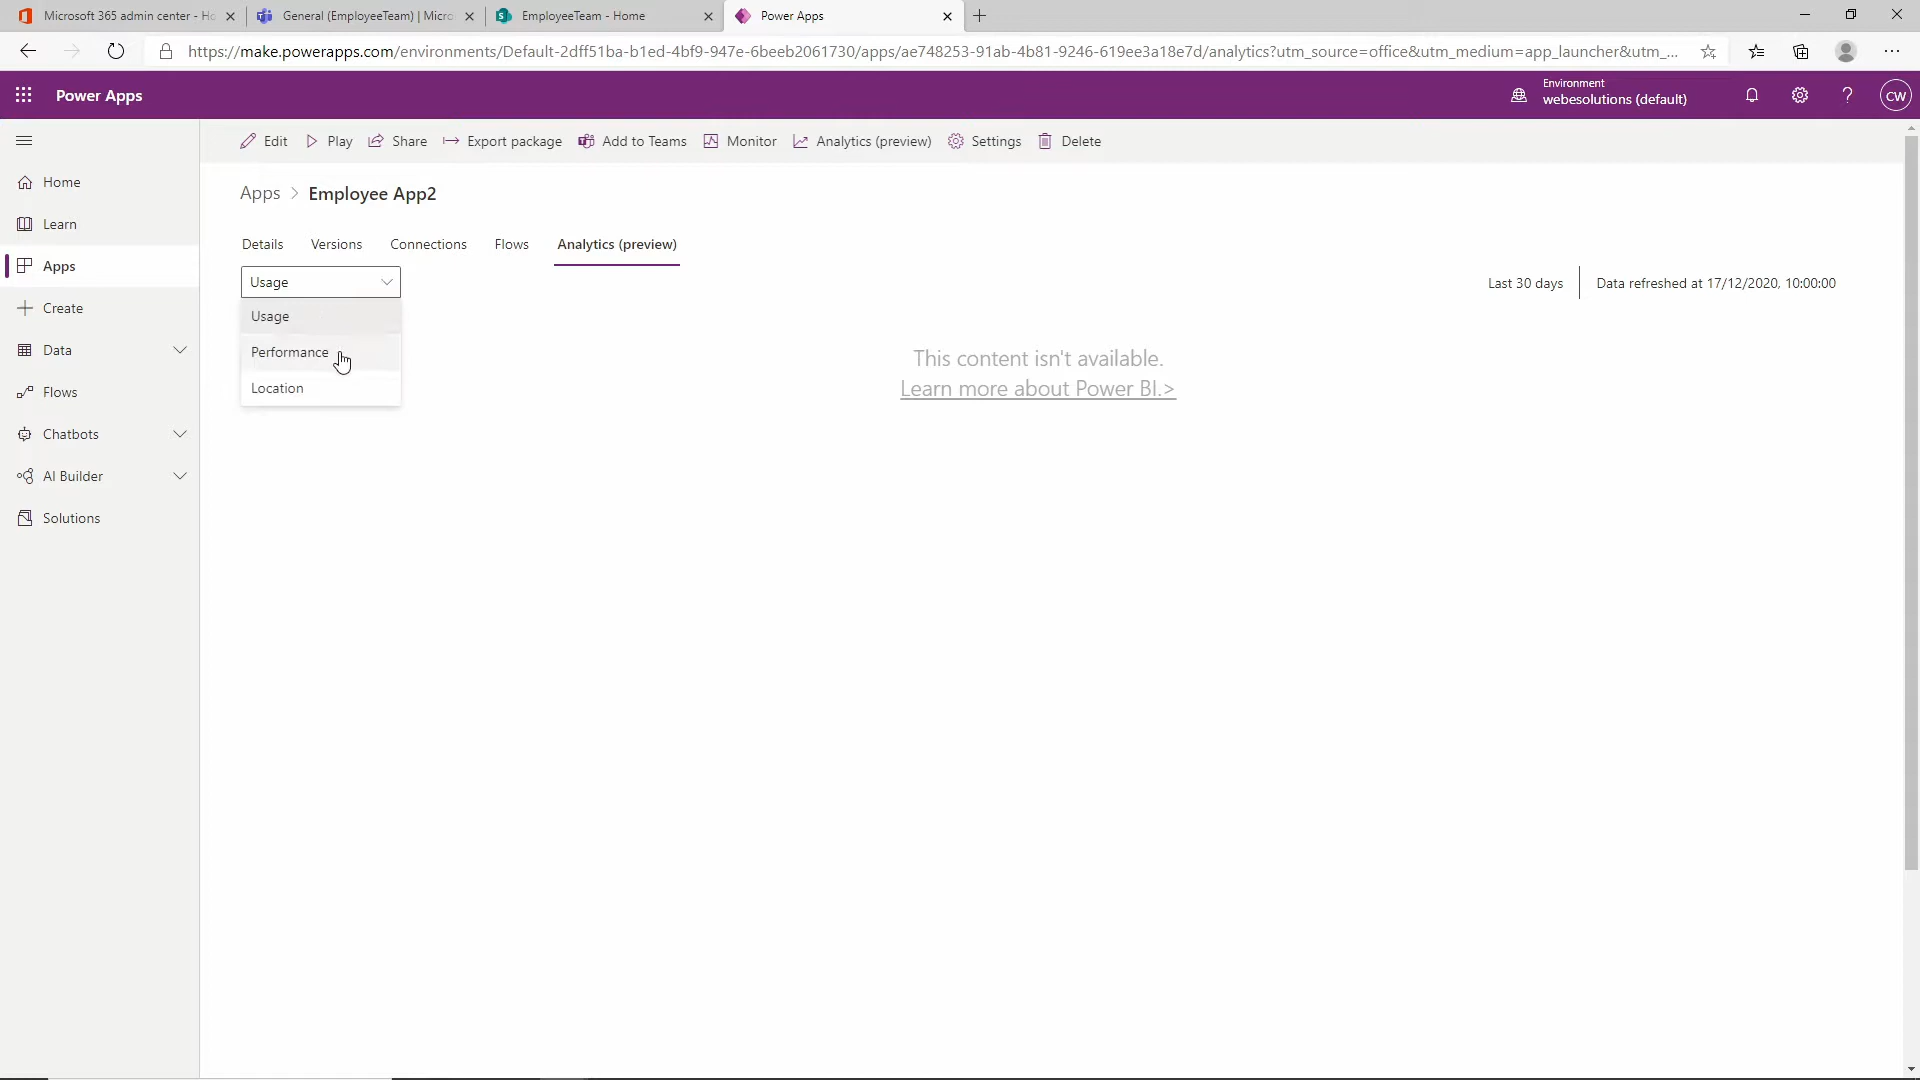 Microsoft 365 admin center - Ho
General (EmployeeTeam) | Micro
EmployeeTeam - Home
Power Apps
https://make.powerapps.com/environments/Default-2dff51ba-b1ed-4bf9-947e-6beeb2061730/apps/ae748253-91ab-4b81-9246-619ee3a18e7d/analytics?utm_source=office&utm_medium=app_launcher&utm_...
Power Apps
Environment
webesolutions (default)
CW
Edit Play Share Export package Add to Teams Monitor Analytics (preview) Settings Delete
Home
Learn
Apps
Create
Data
Flows
Chatbots
AI Builder
Solutions
Apps > Employee App2
Details Versions Connections Flows Analytics (preview)
Usage
Last 30 days
Data refreshed at 17/12/2020, 10:00:00
Usage
Performance
Location
This content isn't available.
Learn more about Power BI.>